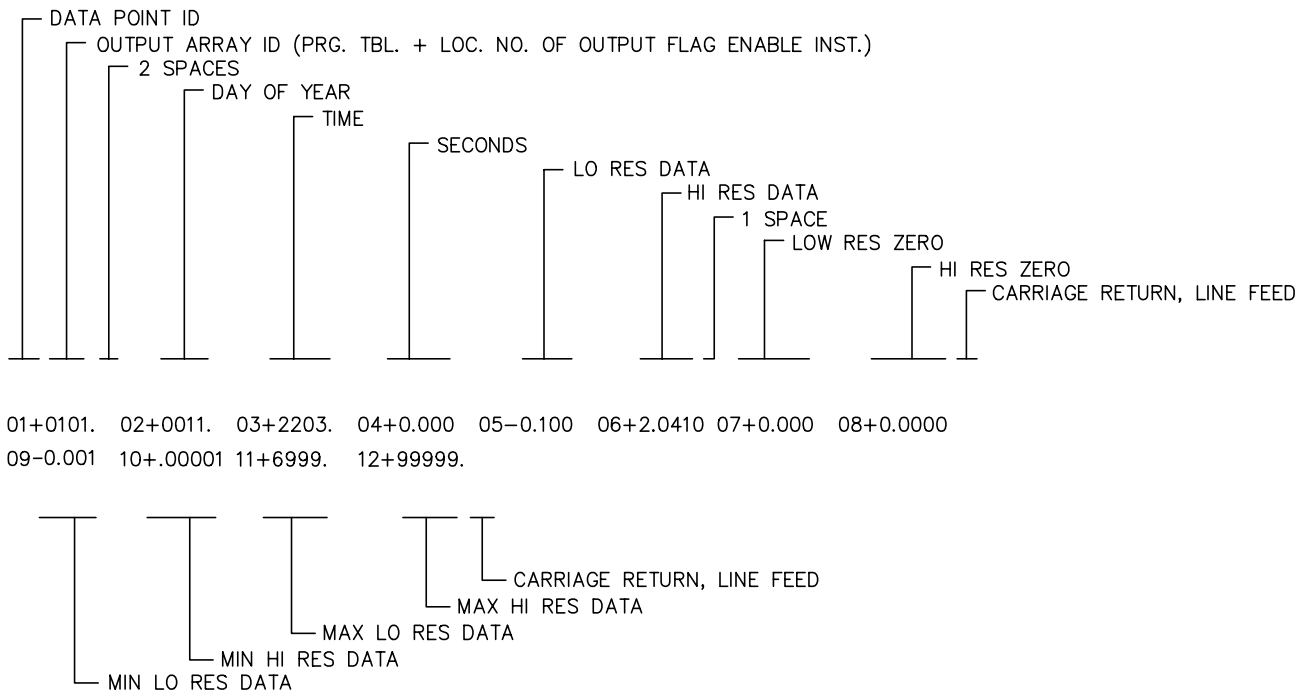 DATA POINT ID
OUTPUT ARRAY ID (PRG. TBL. + LOC. NO. OF OUTPUT FLAG ENABLE INST.)
2 SPACES
DAY OF YEAR
TIME
SECONDS
LO RES DATA
HI RES DATA
1 SPACE
LOW RES ZERO
HI RES ZERO
CARRIAGE RETURN, LINE FEED
01+0101. 02+0011. 03+2203. 04+0.000 05-0.100 06+2.0410 07+0.000 08+0.0000
09-0.001 10+.00001 11+6999. 12+99999.
CARRIAGE RETURN, LINE FEED
MAX HI RES DATA
MAX LO RES DATA
MIN HI RES DATA
MIN LO RES DATA